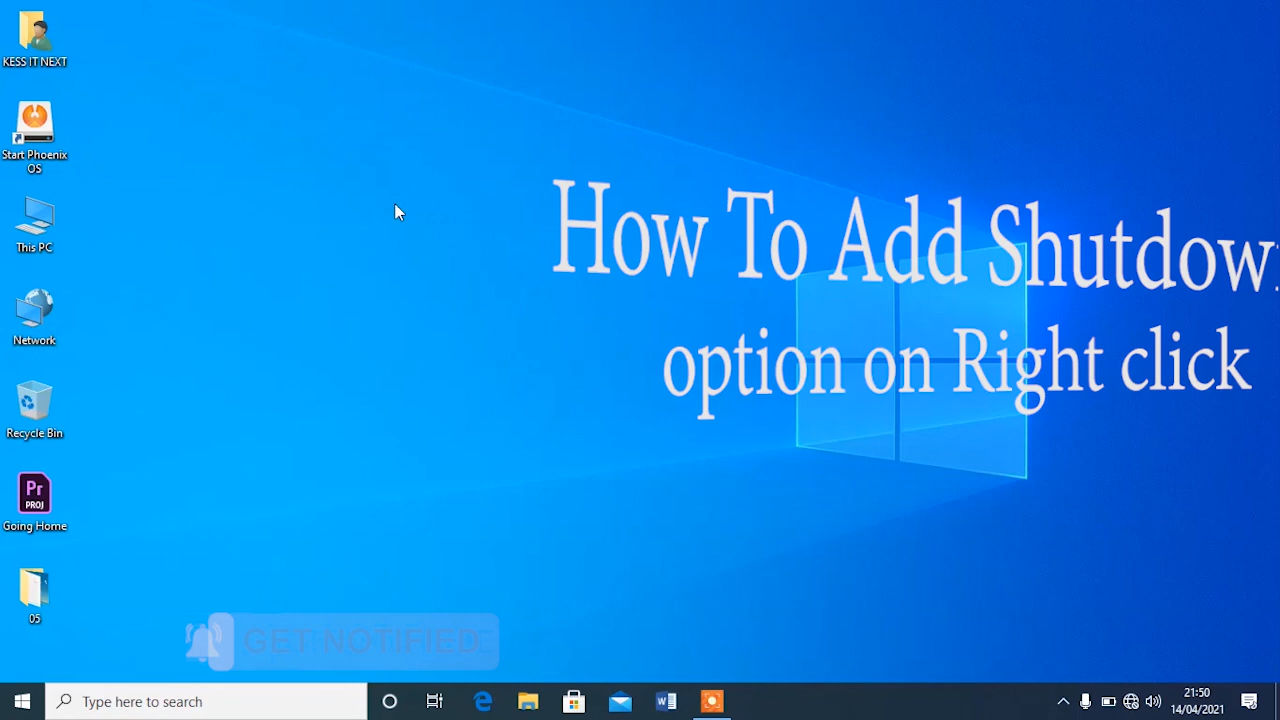 KESS IT NEXT
Start Phoenix
OS
This PC
Network
Recycle Bin
Pr
PROJ
Going Home
05
How To Add Shutdow
option on Right click
GET NOTIFIED
Type here to search
21:50
14/04/2021